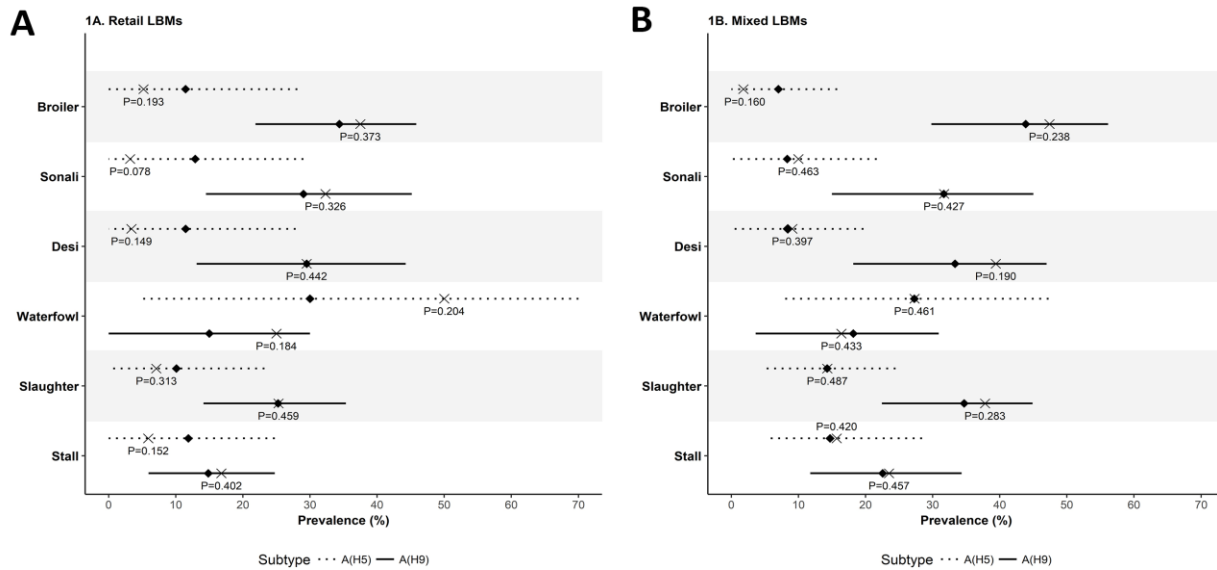 A
1A. Retail LBMs
Broiler
P=0.193
P=0.373
Sonali
P=0.078
P=0.326
Desi
P=0.149
P=0.442
Waterfowl
P=0.204
P=0.184
Slaughter
P=0.313
P=0.459
Stall
P=0.152
P=0.402
0 10 20 30 40 50 60 70
Prevalence (%)
Subtype A(H5) A(H9)
B
1B. Mixed LBMs
Broiler
P=0.160
P=0.238
Sonali
P=0.463
P=0.427
Desi
P=0.397
P=0.190
Waterfowl
P=0.461
P=0.433
Slaughter
P=0.487
P=0.283
Stall
P=0.420
P=0.457
0 10 20 30 40 50 60 70
Prevalence (%)
Subtype A(H5) A(H9)